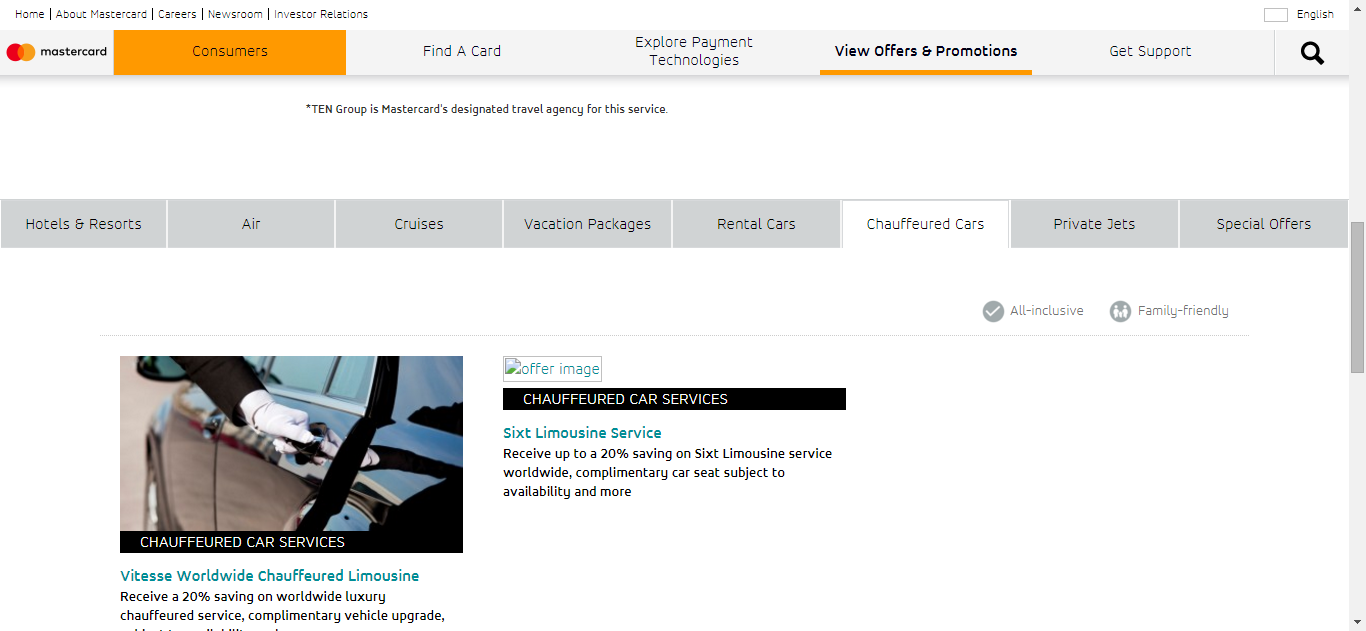 Home | About Mastercard | Careers | Newsroom | Investor Relations
English
mastercard
Consumers
Find A Card
Explore Payment
Technologies
View Offers & Promotions
Get Support
*TEN Group is Mastercard's designated travel agency for this service.
Hotels & Resorts
Air
Cruises
Vacation Packages
Rental Cars
Chauffeured Cars
Private Jets
Special Offers
All-inclusive
Family-friendly
CHAUFFEURED CAR SERVICES
Vitesse Worldwide Chauffeured Limousine
Receive a 20% saving on worldwide luxury
chauffeured service, complimentary vehicle upgrade,
offer image
CHAUFFEURED CAR SERVICES
Sixt Limousine Service
Receive up to a 20% saving on Sixt Limousine service
worldwide, complimentary car seat subject to
availability and more